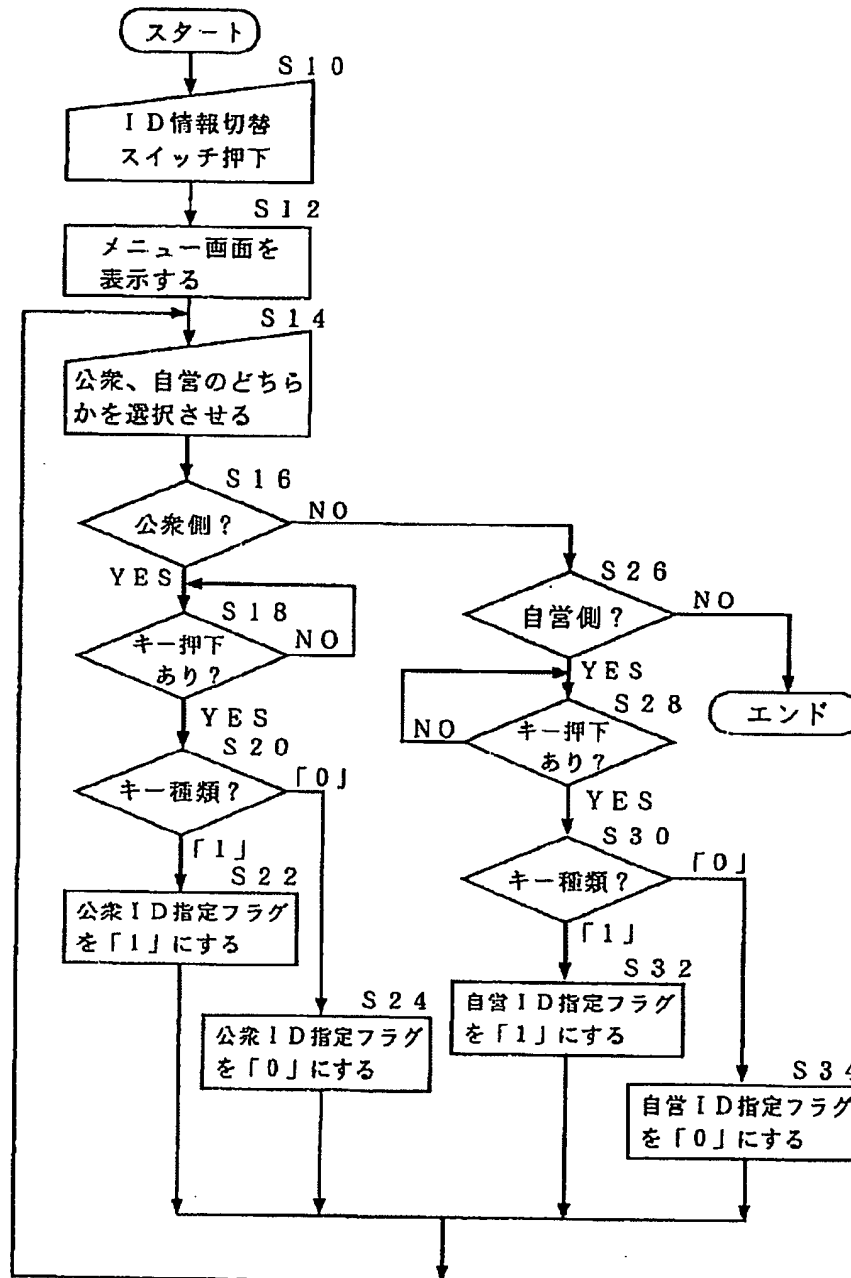 スタート
S10
ID情報切替
スイッチ押下
S12
メニュー画面を
表示する
S14
公衆、自営のどちら
かを選択させる
S16
公衆側?
NO
YES
S18
キー押下
あり?
NO
YES
S20
キー種類?
「0」
「1」
S22
公衆ID指定フラグ
を「1」にする
S24
公衆ID指定フラグ
を「0」にする
S26
自営側?
NO
エンド
YES
S28
キー押下
あり?
NO
YES
S30
キー種類?
「0」
「1」
S32
自営ID指定フラグ
を「1」にする
S34
自営ID指定フラグ
を「0」にする